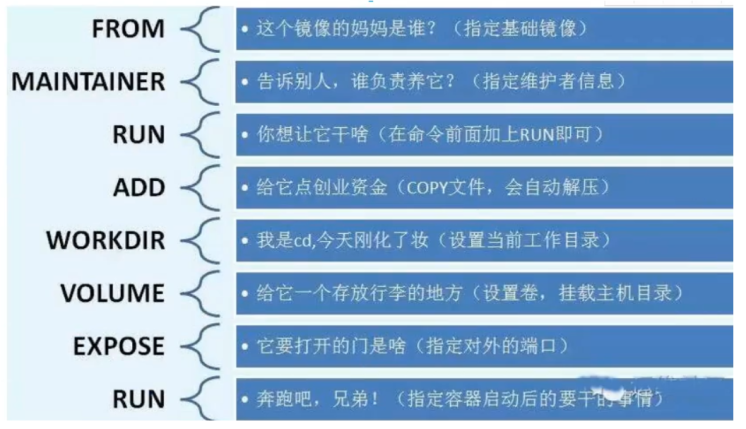 FROM • 这个镜像的妈妈是谁？（指定基础镜像）
MAINTAINER • 告诉别人，谁负责养它？（指定维护者信息）
RUN • 你想让它干啥（在命令前面加上RUN即可）
ADD • 给它点创业资金（COPY文件，会自动解压）
WORKDIR • 我是cd,今天刚化了妆（设置当前工作目录）
VOLUME • 给它一个存放行李的地方（设置卷，挂载主机目录）
EXPOSE • 它要打开的门是啥（指定对外的端口）
RUN • 奔跑吧，兄弟！（指定容器启动后的要干的事情）